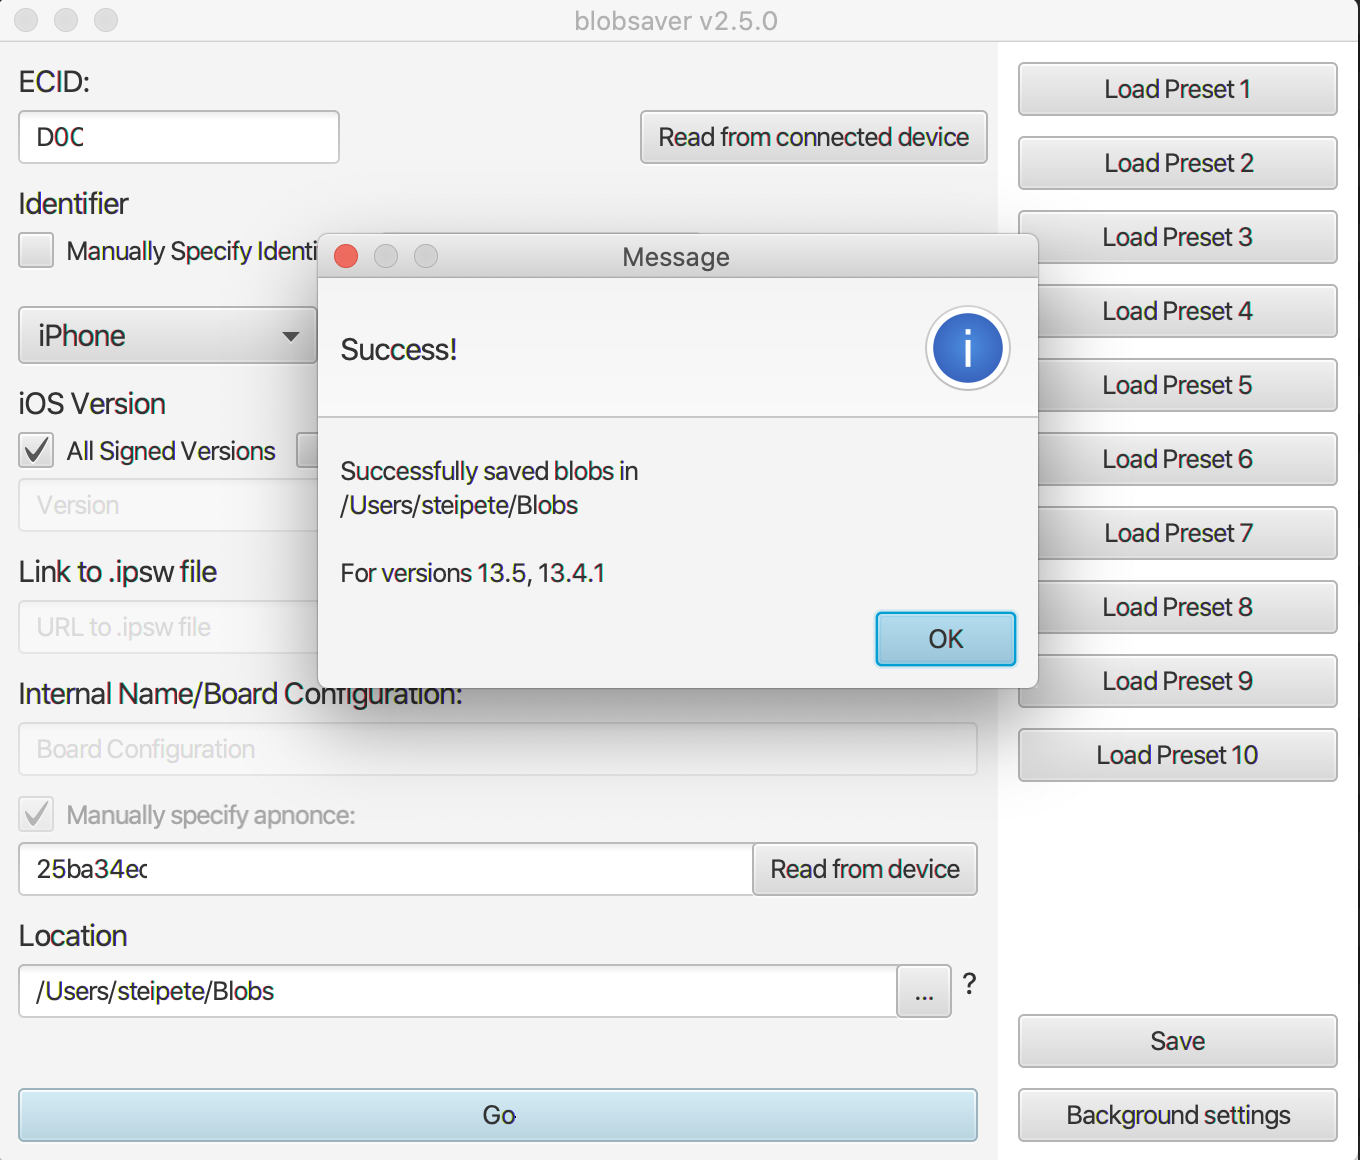 blobsaver v2.5.0
ECID:
D0C
Read from connected device
Identifier
Manually Specify Identi
iPhone
iOS Version
All Signed Versions
Version
Link to .ipsw file
URL to .ipsw file
Internal Name/Board Configuration:
Board Configuration
Manually specify apnonce:
25ba34ec
Read from device
Location
/Users/steipete/Blobs
...
?
Go
Message
Success!
i
Successfully saved blobs in
/Users/steipete/Blobs
For versions 13.5, 13.4.1
OK
Load Preset 1
Load Preset 2
Load Preset 3
Load Preset 4
Load Preset 5
Load Preset 6
Load Preset 7
Load Preset 8
Load Preset 9
Load Preset 10
Save
Background settings